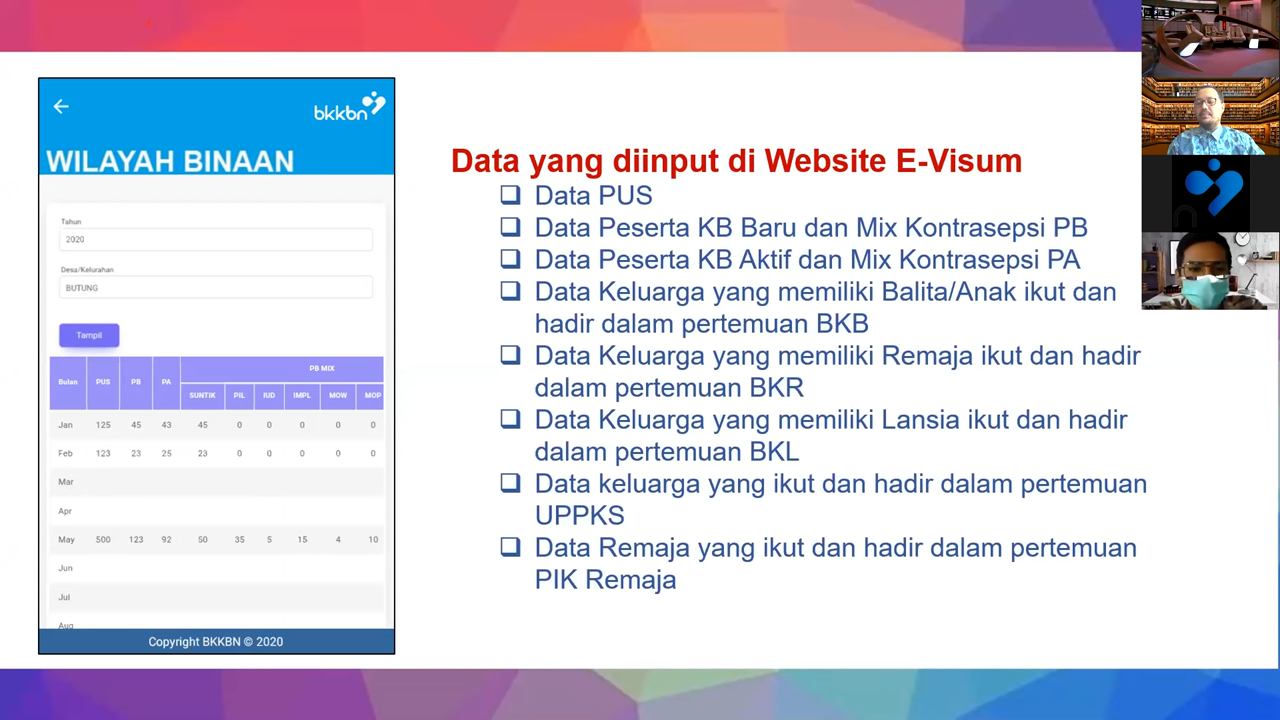 bkkbn
WILAYAH BINAAN
Tahun
2020
Desa/Kelurahan
BUTUNG
Tampil
Bulan PUS PB PA PB MIX
SUNTIK PIL IUD IMPL MOW MOP
Jan 125 45 43 45 0 0 0 0 0
Feb 123 23 25 23 0 0 0 0 0
Mar
Apr
May 500 123 92 50 35 5 15 4 10
Jun
Jul
Aug
Copyright BKKBN © 2020
Data yang diinput di Website E-Visum
❑ Data PUS
❑ Data Peserta KB Baru dan Mix Kontrasepsi PB
❑ Data Peserta KB Aktif dan Mix Kontrasepsi PA
❑ Data Keluarga yang memiliki Balita/Anak ikut dan
hadir dalam pertemuan BKB
❑ Data Keluarga yang memiliki Remaja ikut dan hadir
dalam pertemuan BKR
❑ Data Keluarga yang memiliki Lansia ikut dan hadir
dalam pertemuan BKL
❑ Data keluarga yang ikut dan hadir dalam pertemuan
UPPKS
❑ Data Remaja yang ikut dan hadir dalam pertemuan
PIK Remaja